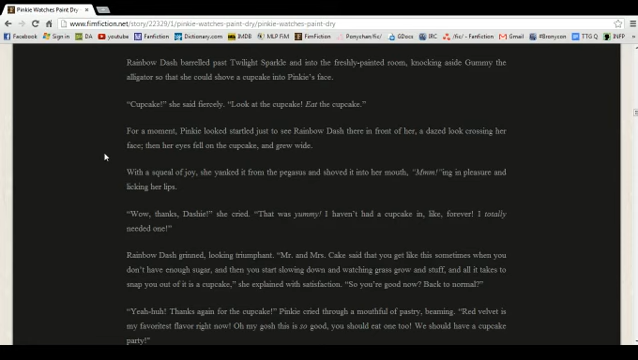 Pinkie Watches Paint Dry -
www.fimfiction.net/story/22329/1/pinkie-watches-paint-dry/pinkie-watches-paint-dry
Facebook Sign in DA youtube Fanfiction Dictionary.com IMDb MLP FiM Fanfiction Ponychan/fic/ GDocs IRC /fic/ - Fanfiction Gmail Bronibooru TTG Q INFP
Rainbow Dash barrelled past Twilight Sparkle and into the freshly-painted room, knocking aside Gummy the
alligator so that she could shove a cupcake into Pinkie's face.
“Cupcake!” she said fiercely. “Look at the cupcake! Eat the cupcake.”
For a moment, Pinkie looked startled just to see Rainbow Dash there in front of her, a dazed look crossing her
face; then her eyes fell on the cupcake, and grew wide.
With a squeal of joy, she yanked it from the pegasus and shoved it into her mouth, “Mmm!”ing in pleasure and
licking her lips.
“Wow, thanks, Dashie!” she cried. “That was yummy! I haven't had a cupcake in, like, forever! I totally
needed one!”
Rainbow Dash grinned, looking triumphant. “Mr. and Mrs. Cake said that you get like this sometimes when you
don't have enough sugar, and then you start slowing down and watching grass grow and stuff, and all it takes to
snap you out of it is a cupcake,” she explained with satisfaction. “So you're good now? Back to normal?”
“Yeah-huh! Thanks again for the cupcake!” Pinkie cried through a mouthful of pastry, beaming. “Red velvet is
my favoritest flavor right now! Oh my gosh this is so good, you should eat one too! We should have a cupcake
party!”